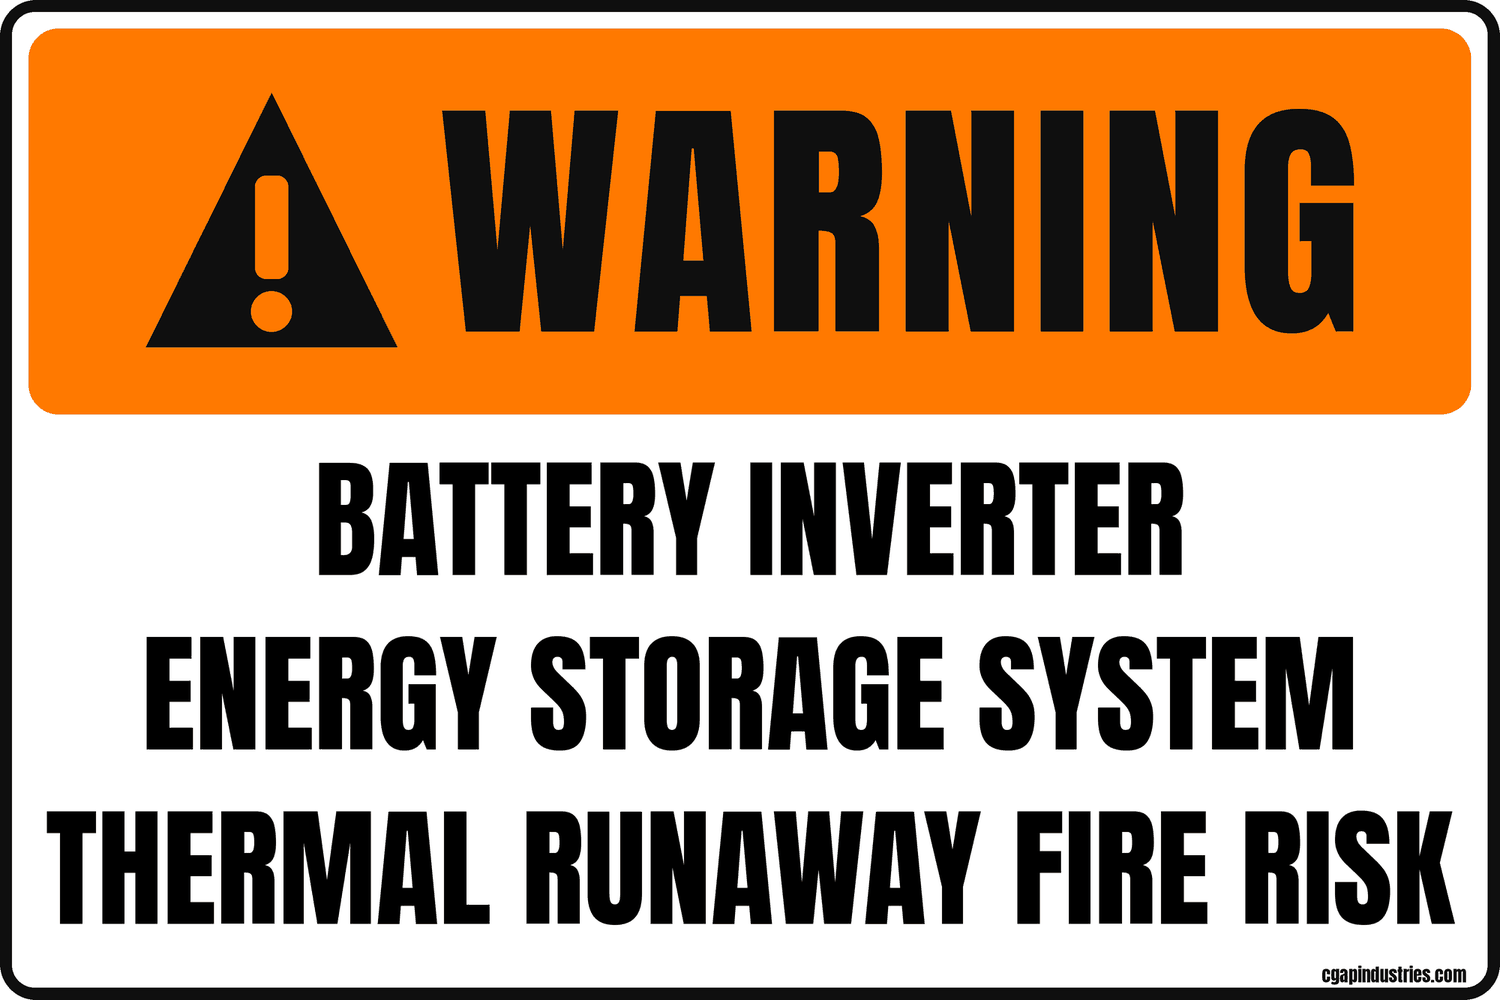 WARNING
BATTERY INVERTER
ENERGY STORAGE SYSTEM
THERMAL RUNAWAY FIRE RISK
cgapindustries.com